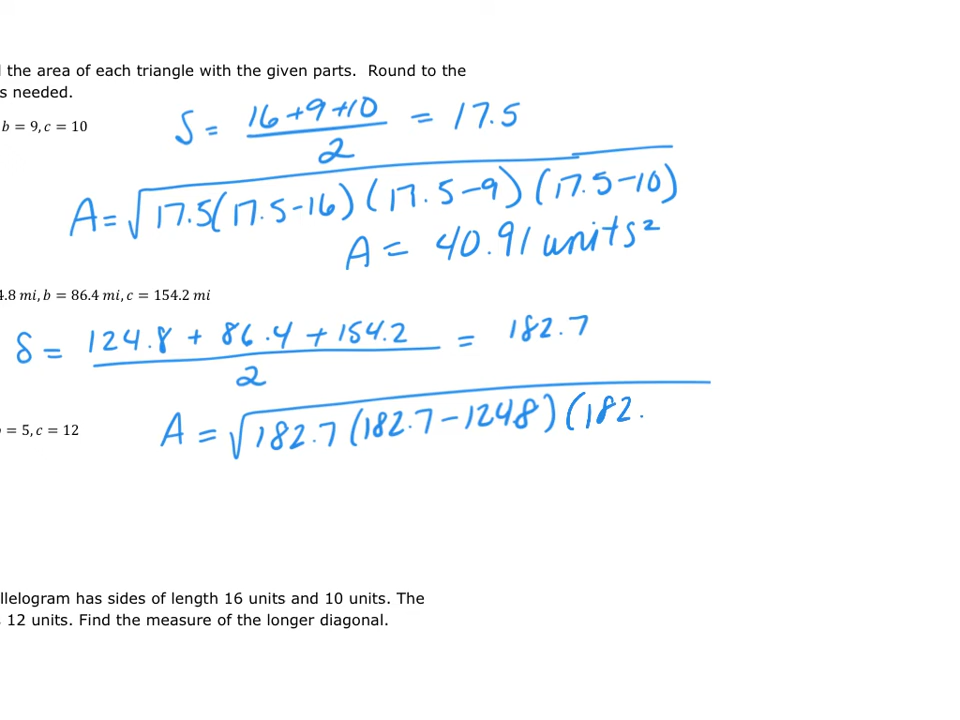 the area of each triangle with the given parts. Round to the
s needed.
b = 9, c = 10
S = 16+9+10 / 2 = 17.5
A = √17.5(17.5-16)(17.5-9)(17.5-10)
A = 40.91 units²
4.8 mi, b = 86.4 mi, c = 154.2 mi
S = 124.8 + 86.4 + 154.2 / 2 = 182.7
= 5, c = 12
A = √182.7(182.7-1248)(182.
llelogram has sides of length 16 units and 10 units. The
12 units. Find the measure of the longer diagonal.